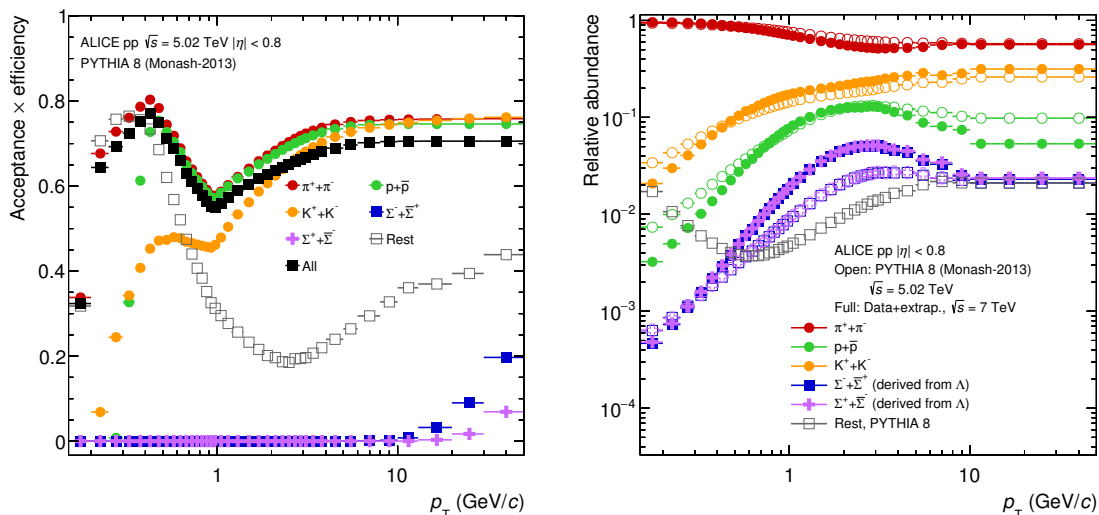 ALICE pp √s = 5.02 TeV |η| < 0.8
PYTHIA 8 (Monash-2013)
Acceptance × efficiency
0.8
0.6
0.4
0.2
0
π⁺+π⁻
p+p̅
K⁺+K⁻
Σ⁻+Σ̅⁺
Σ⁺+Σ̅⁻
Rest
All
1
10
p_T (GeV/c)
Relative abundance
1
10⁻¹
10⁻²
10⁻³
10⁻⁴
ALICE pp |η| < 0.8
Open: PYTHIA 8 (Monash-2013)
√s = 5.02 TeV
Full: Data+extrap., √s = 7 TeV
π⁺+π⁻
p+p̅
K⁺+K⁻
Σ⁻+Σ̅⁺ (derived from Λ)
Σ⁺+Σ̅⁻ (derived from Λ)
Rest, PYTHIA 8
1
10
p_T (GeV/c)